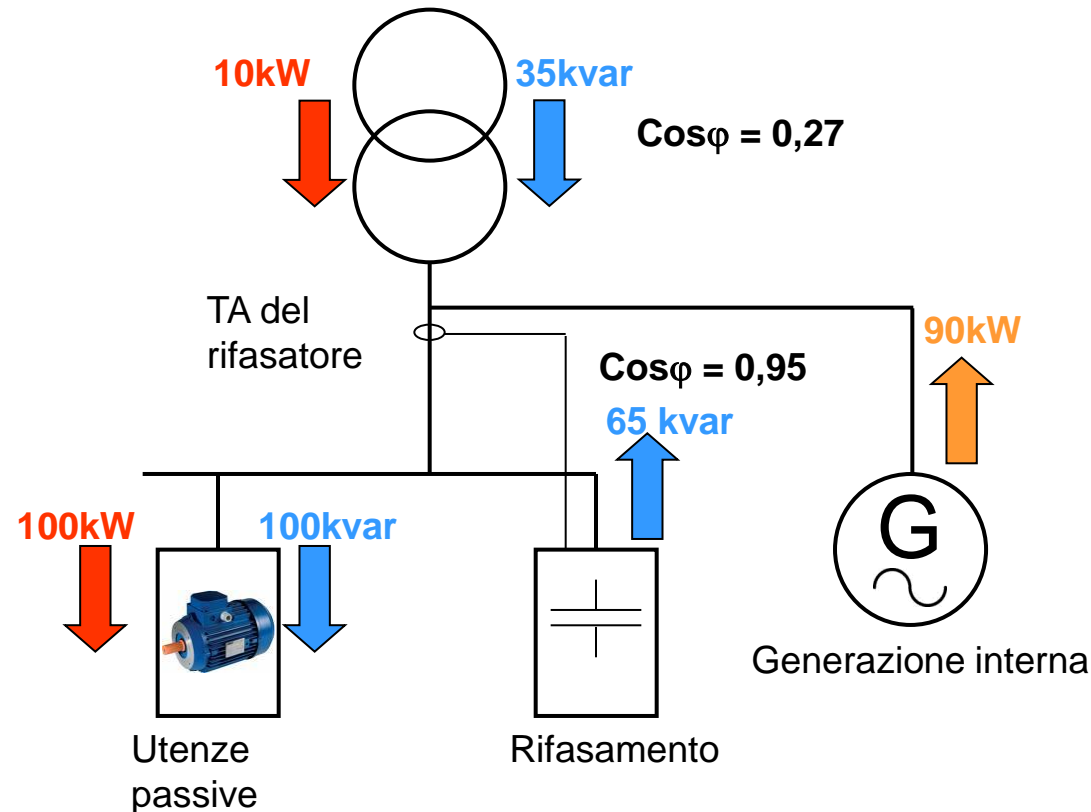 10kW
35kvar
Cosφ = 0,27
TA del
rifasatore
90kW
Cosφ = 0,95
65 kvar
100kW
100kvar
G
Generazione interna
Utenze
passive
Rifasamento